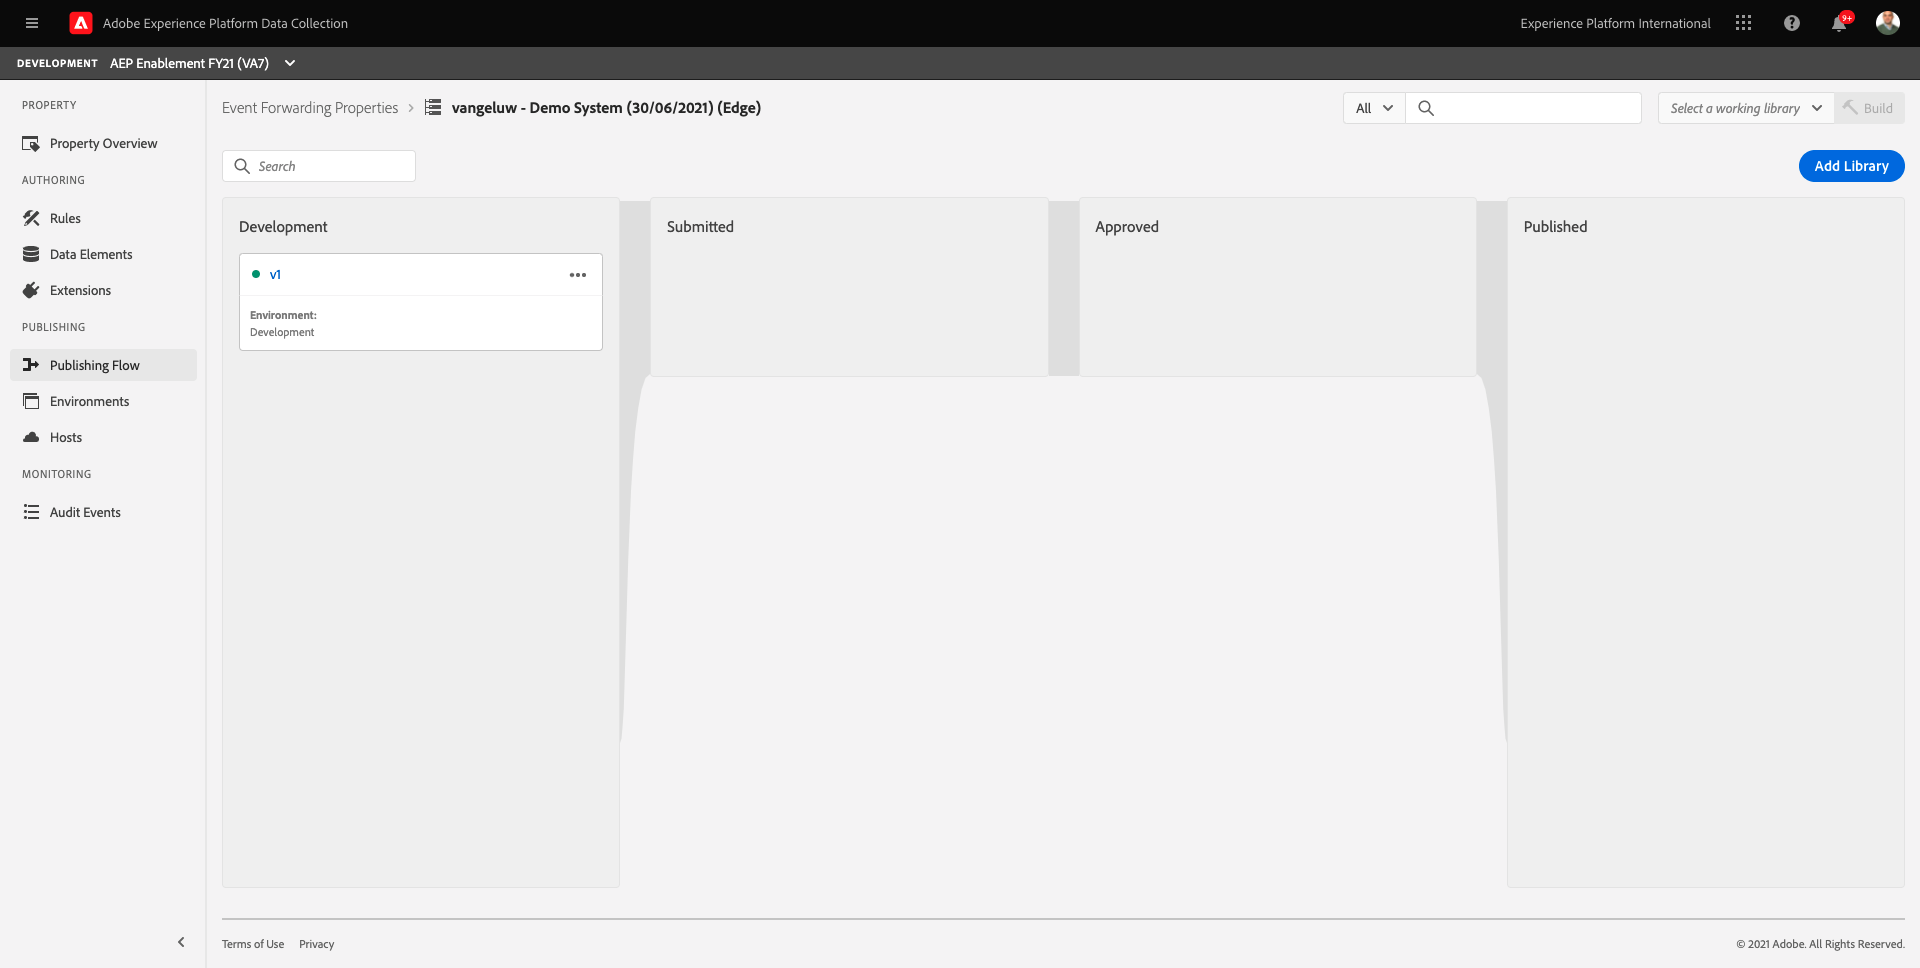 Adobe Experience Platform Data Collection
Experience Platform International
9+
DEVELOPMENT AEP Enablement FY21 (VA7)
PROPERTY
Property Overview
AUTHORING
Rules
Data Elements
Extensions
PUBLISHING
Publishing Flow
Environments
Hosts
MONITORING
Audit Events
Event Forwarding Properties
vangeluw - Demo System (30/06/2021) (Edge)
All
Select a working library
Build
Search
Add Library
Development
v1
Environment:
Development
Submitted
Approved
Published
Terms of Use
Privacy
© 2021 Adobe. All Rights Reserved.